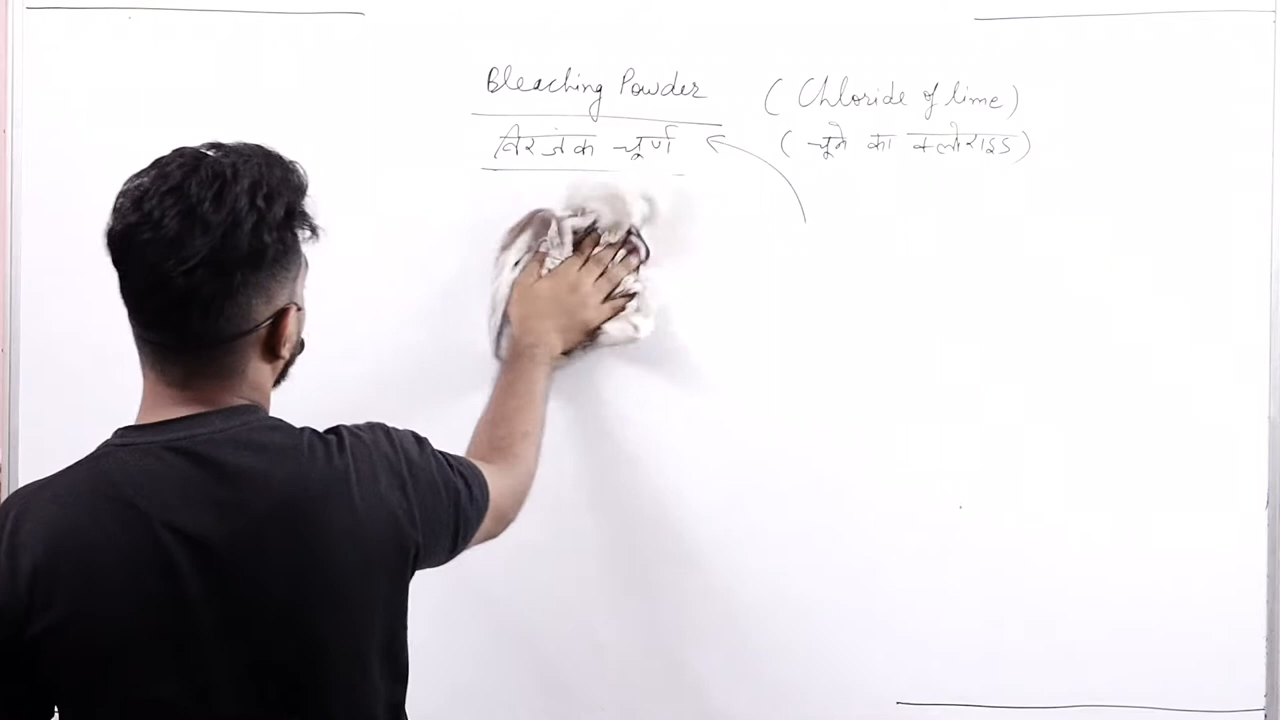 Bleaching Powder (Chloride of lime)
विरंजक चूर्ण (चूने का क्लोराइड)